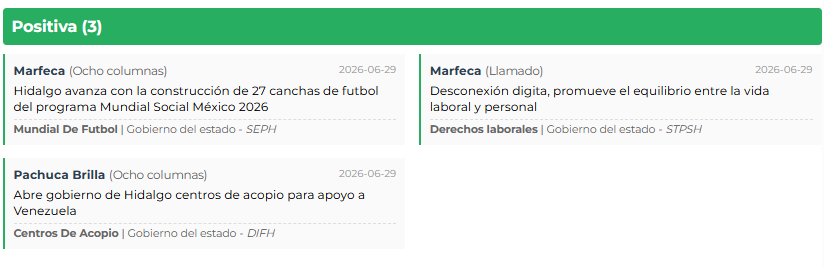 Positiva (3)
Marfeca (Ocho columnas) 2026-06-29
Hidalgo avanza con la construcción de 27 canchas de futbol
del programa Mundial Social México 2026
Mundial De Futbol | Gobierno del estado - SEPH
Marfeca (Llamado) 2026-06-29
Desconexión digita, promueve el equilibrio entre la vida
laboral y personal
Derechos laborales | Gobierno del estado - STPSH
Pachuca Brilla (Ocho columnas) 2026-06-29
Abre gobierno de Hidalgo centros de acopio para apoyo a
Venezuela
Centros De Acopio | Gobierno del estado - DIFH